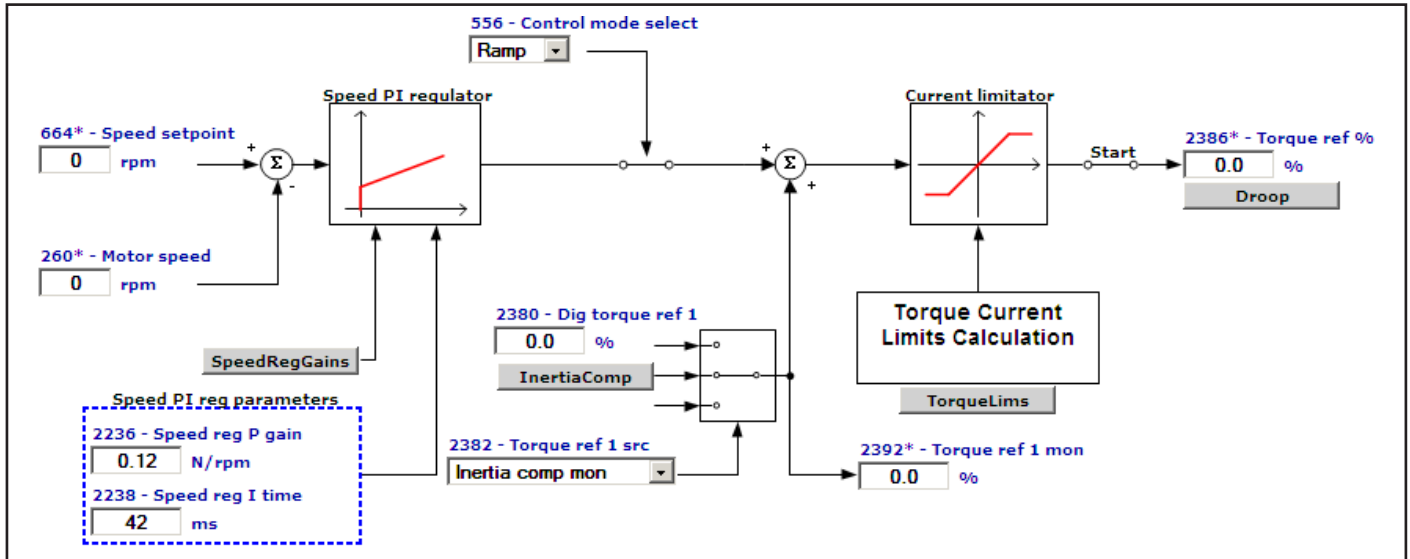 556 - Control mode select
Ramp
Speed PI regulator
Current limitator
664* - Speed setpoint
0 rpm
+
Σ
-
+
Σ
+
Start
2386* - Torque ref %
0.0 %
Droop
260* - Motor speed
0 rpm
2380 - Dig torque ref 1
0.0 %
InertiaComp
Torque Current
Limits Calculation
TorqueLims
SpeedRegGains
Speed PI reg parameters
2236 - Speed reg P gain
0.12 N/rpm
2238 - Speed reg I time
42 ms
2382 - Torque ref 1 src
Inertia comp mon
2392* - Torque ref 1 mon
0.0 %